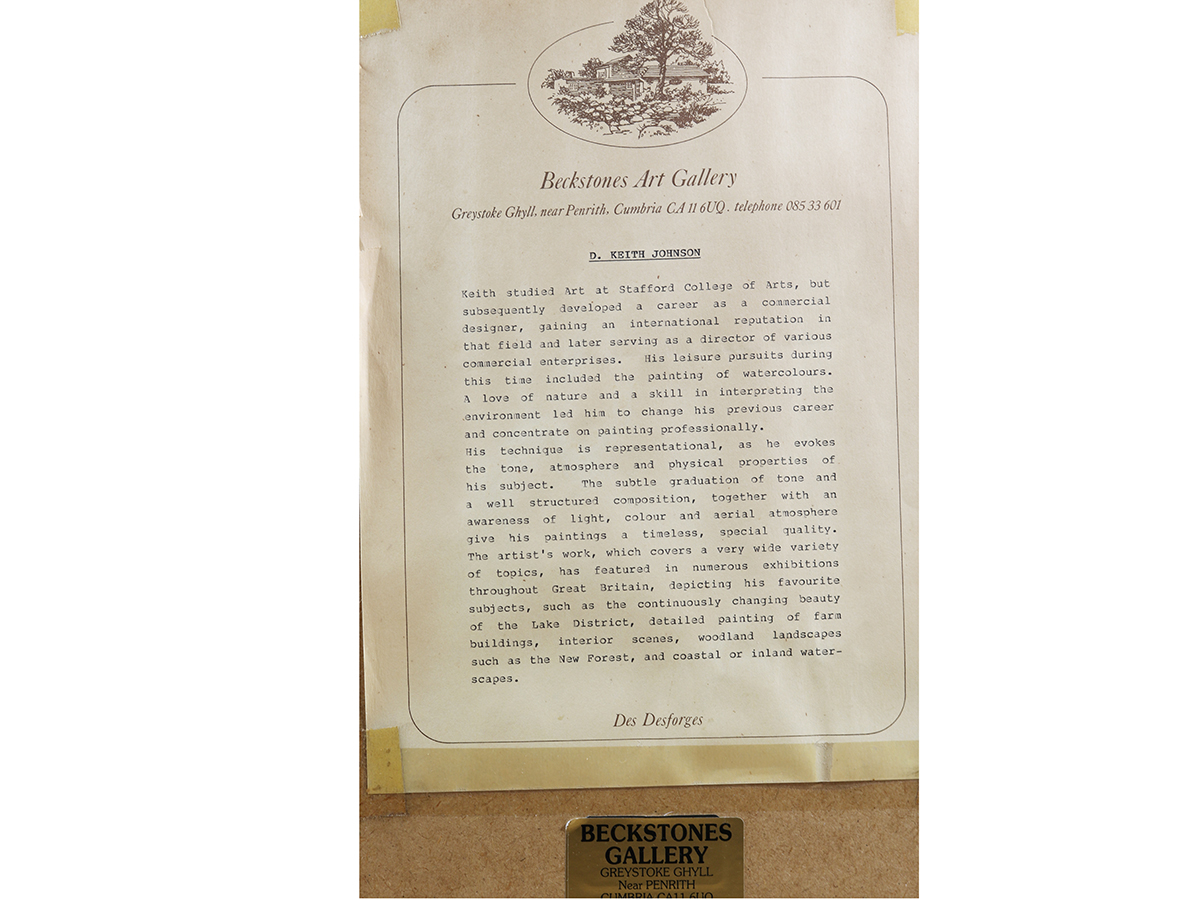 Beckstones Art Gallery
Greystoke Ghyll, near Penrith, Cumbria CA 11 6UQ. telephone 085 33 601
D. KEITH JOHNSON
Keith studied Art at Stafford College of Arts, but
subsequently developed a career as a commercial
designer, gaining an international reputation in
that field and later serving as a director of various
commercial enterprises. His leisure pursuits during
this time included the painting of watercolours.
A love of nature and a skill in interpreting the
environment led him to change his previous career
and concentrate on painting professionally.
His technique is representational, as he evokes
the tone, atmosphere and physical properties of
his subject. The subtle graduation of tone and
a well structured composition, together with an
awareness of light, colour and aerial atmosphere
give his paintings a timeless, special quality.
The artist's work, which covers a very wide variety
of topics, has featured in numerous exhibitions
throughout Great Britain, depicting his favourite
subjects, such as the continuously changing beauty
of the Lake District, detailed painting of farm
buildings, interior scenes, woodland landscapes
such as the New Forest, and coastal or inland water-
scapes.
Des Desforges
BECKSTONES
GALLERY
GREYSTOKE GHYLL
Near PENRITH
CUMBRIA CA11 6UQ